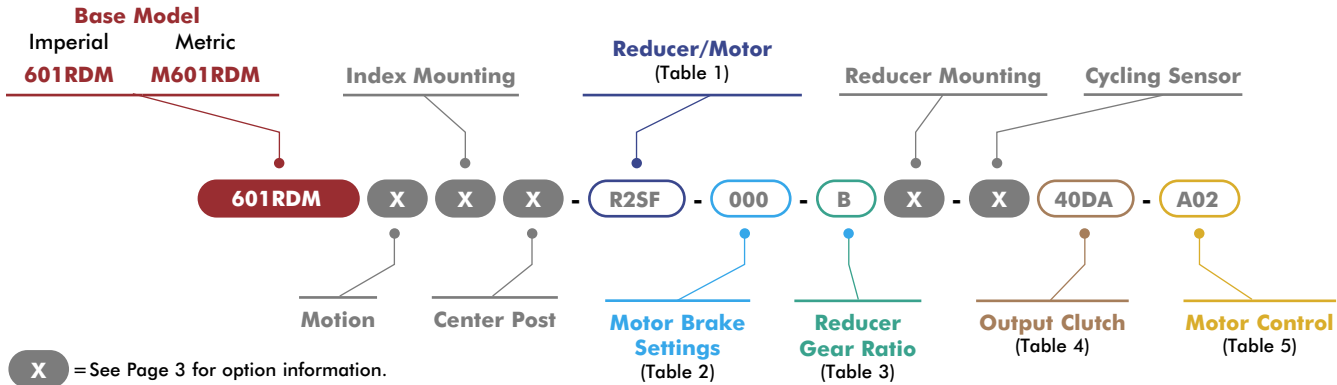 Base Model
Imperial Metric
601RDM M601RDM
Index Mounting
Reducer/Motor
(Table 1)
Reducer Mounting
Cycling Sensor
601RDM X X X - R2SF - 000 - B X - X 40DA - A02
Motion
Center Post
Motor Brake
Settings
(Table 2)
Reducer
Gear Ratio
(Table 3)
Output Clutch
(Table 4)
Motor Control
(Table 5)
X = See Page 3 for option information.